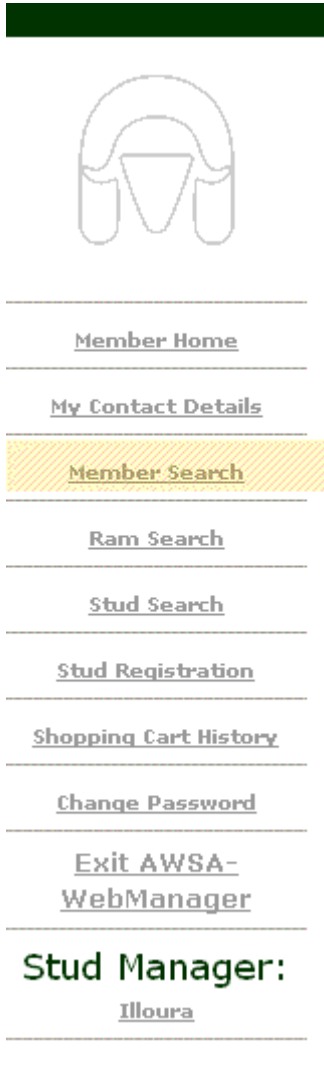 Member Home
My Contact Details
Member Search
Ram Search
Stud Search
Stud Registration
Shopping Cart History
Change Password
Exit AWSA-
WebManager
Stud Manager:
Illoura